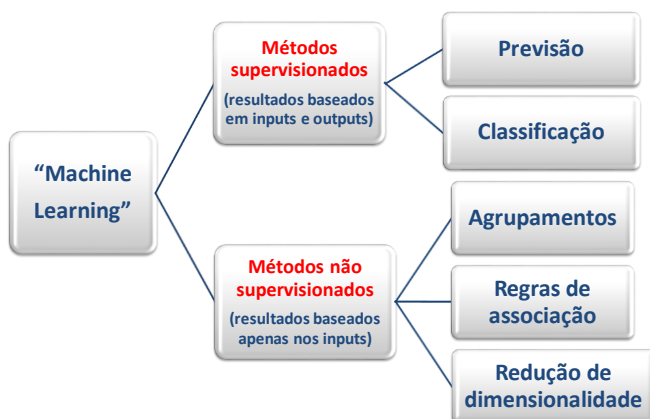 “Machine
Learning”
Métodos
supervisionados
(resultados baseados
em inputs e outputs)
Previsão
Classificação
Métodos não
supervisionados
(resultados baseados
apenas nos inputs)
Agrupamentos
Regras de
associação
Redução de
dimensionalidade